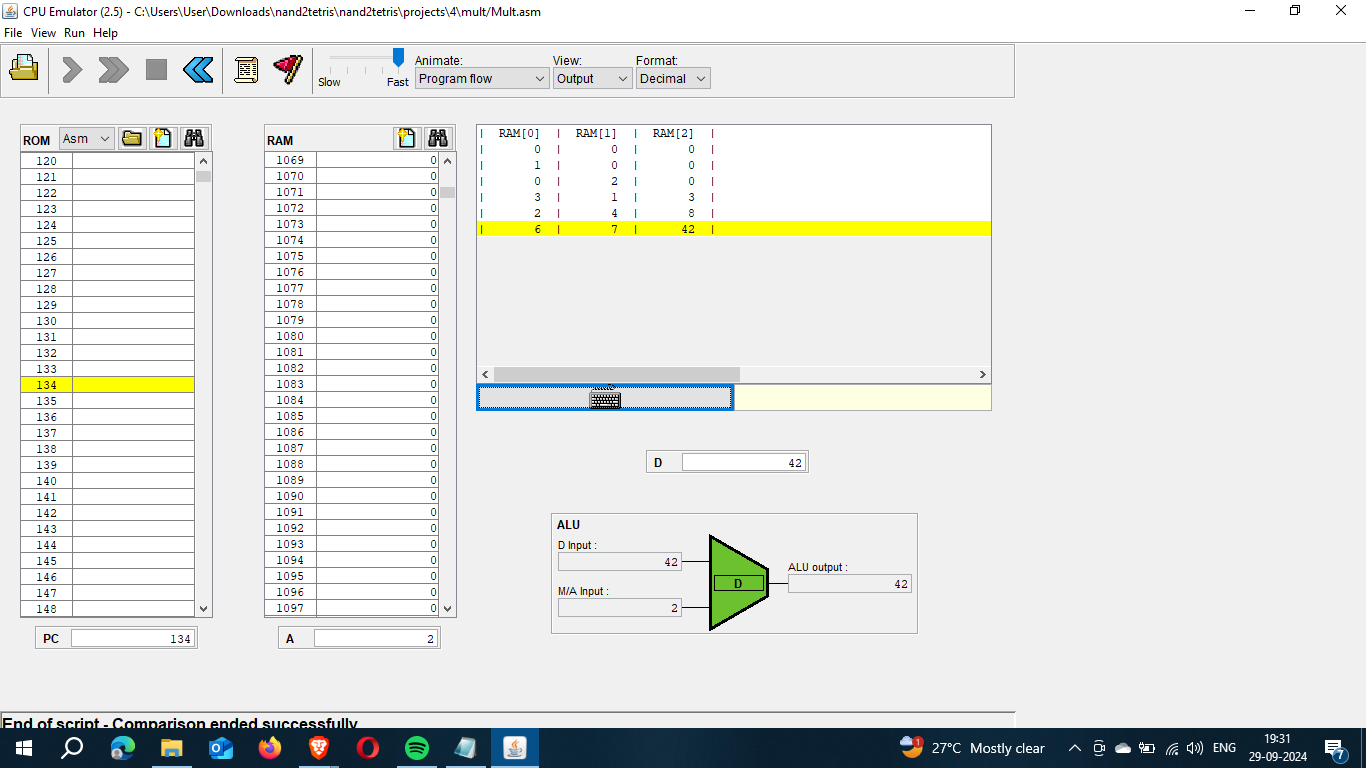 CPU Emulator (2.5) - C:\Users\User\Downloads\nand2tetris\nand2tetris\projects\4\mult/Mult.asm
File View Run Help
Animate: View: Format:
Slow Fast Program flow Output Decimal
ROM Asm
120
121
122
123
124
125
126
127
128
129
130
131
132
133
134
135
136
137
138
139
140
141
142
143
144
145
146
147
148
PC 134
RAM
1069 0
1070 0
1071 0
1072 0
1073 0
1074 0
1075 0
1076 0
1077 0
1078 0
1079 0
1080 0
1081 0
1082 0
1083 0
1084 0
1085 0
1086 0
1087 0
1088 0
1089 0
1090 0
1091 0
1092 0
1093 0
1094 0
1095 0
1096 0
1097 0
A 2
| RAM[0] | RAM[1] | RAM[2] |
| 0 | 0 | 0 |
| 1 | 0 | 0 |
| 0 | 2 | 0 |
| 3 | 1 | 3 |
| 2 | 4 | 8 |
| 6 | 7 | 42 |
D 42
ALU
D Input :
42
M/A Input :
2
D
ALU output :
42
End of script - Comparison ended successfully
1 27°C Mostly clear ENG 19:31
29-09-2024 7